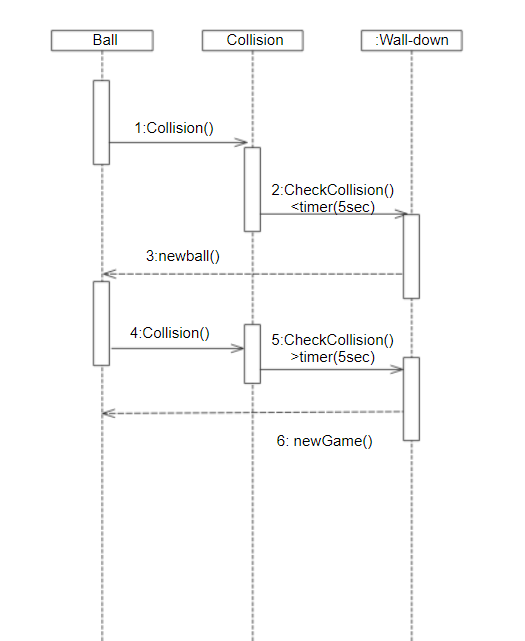 Ball
Collision
:Wall-down
1:Collision()
2:CheckCollision()
<timer(5sec)
3:newball()
4:Collision()
5:CheckCollision()
>timer(5sec)
6: newGame()